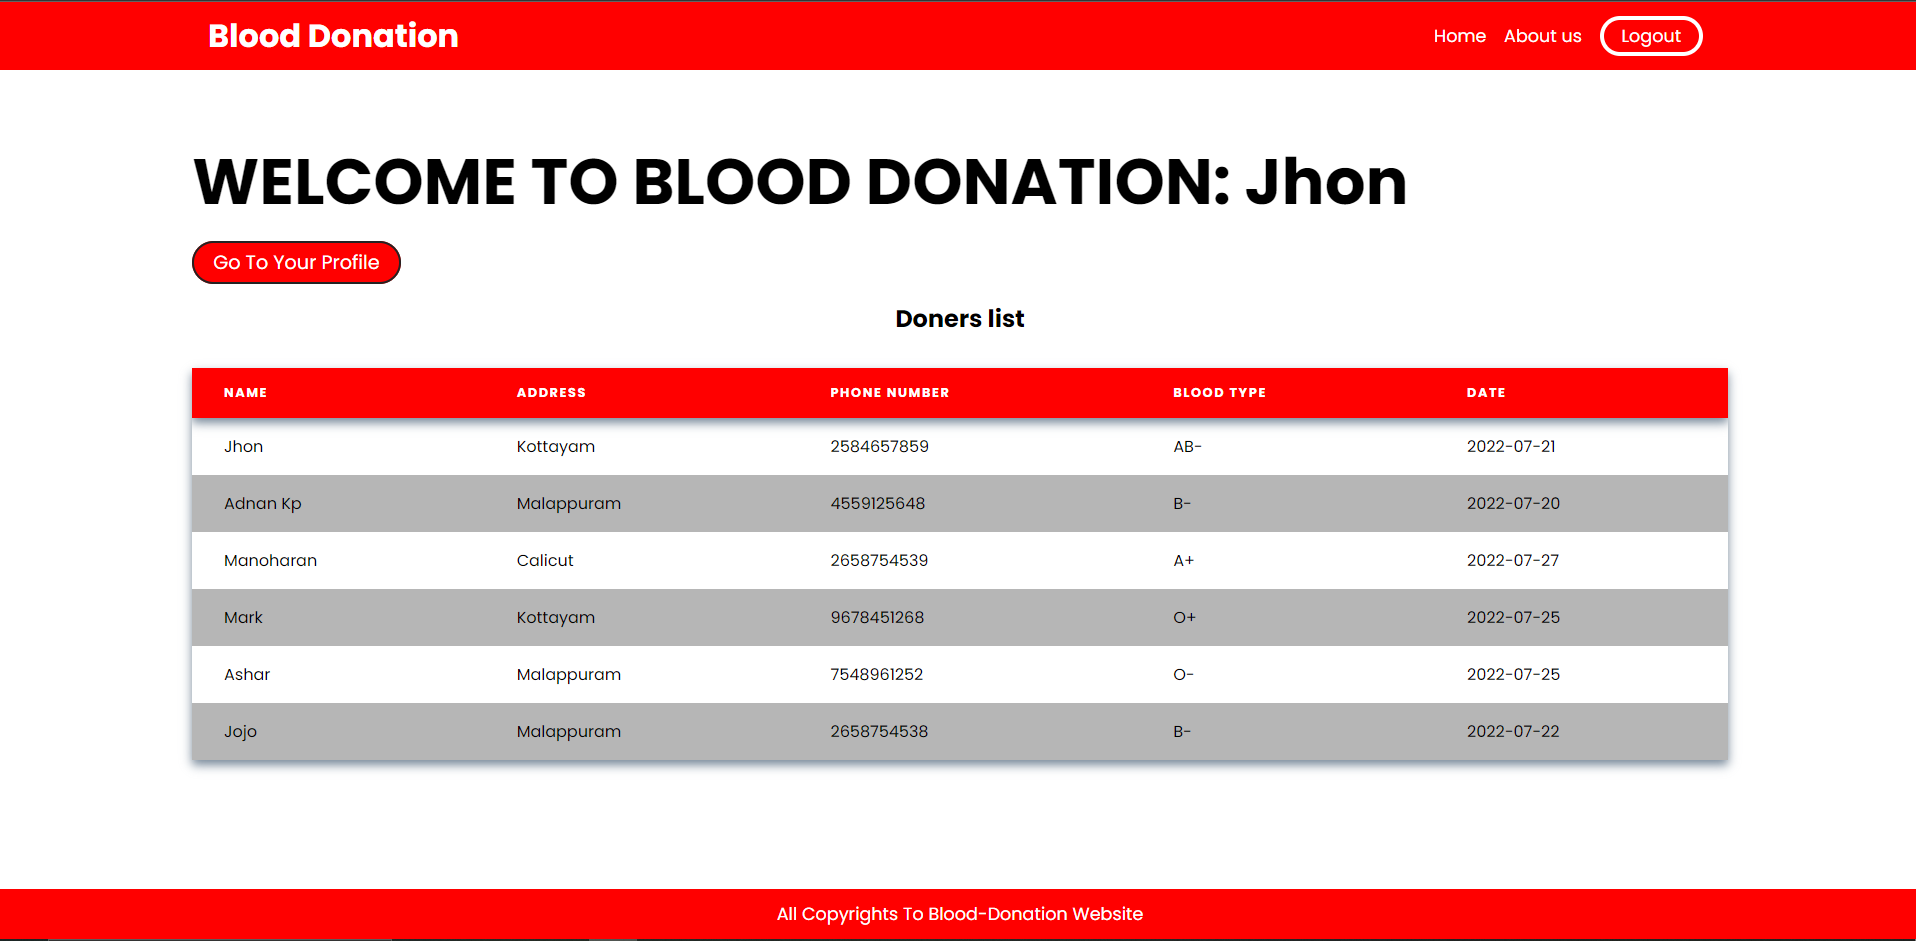 Blood Donation Home About us Logout
WELCOME TO BLOOD DONATION: Jhon
Go To Your Profile
Doners list
NAME ADDRESS PHONE NUMBER BLOOD TYPE DATE
Jhon Kottayam 2584657859 AB- 2022-07-21
Adnan Kp Malappuram 4559125648 B- 2022-07-20
Manoharan Calicut 2658754539 A+ 2022-07-27
Mark Kottayam 9678451268 O+ 2022-07-25
Ashar Malappuram 7548961252 O- 2022-07-25
Jojo Malappuram 2658754538 B- 2022-07-22
All Copyrights To Blood-Donation Website